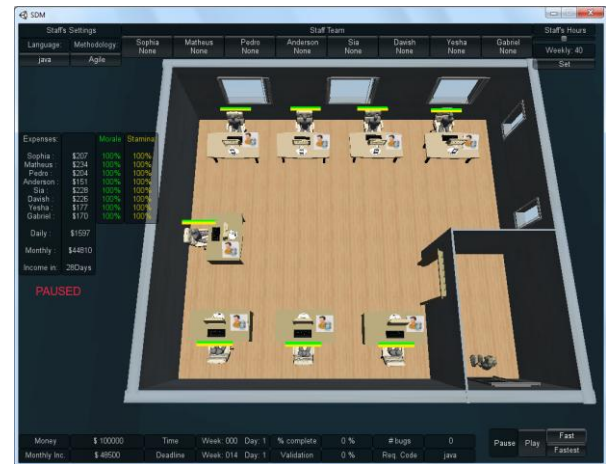 SDM
Staff's Settings
Staff Team
Staff's Hours
Language: Methodology:
Sophia Matheus Pedro Anderson Sia Davish Yesha Gabriel
None None None None None None None None
Weekly: 40
java Agile
Set
Expenses: Morale Stamina
Sophia : $207 100% 100%
Matheus : $234 100% 100%
Pedro : $204 100% 100%
Anderson : $151 100% 100%
Sia : $228 100% 100%
Davish : $226 100% 100%
Yesha : $177 100% 100%
Gabriel : $170 100% 100%
Daily : $1597
Monthly : $44810
Income in: 28Days
PAUSED
Money $ 100000 Time Week: 000 Day: 1 % complete 0 % # bugs 0
Pause Play Fast
Monthly Inc. $ 48500 Deadline Week: 014 Day: 1 Validation 0 % Req. Code java
Fastest